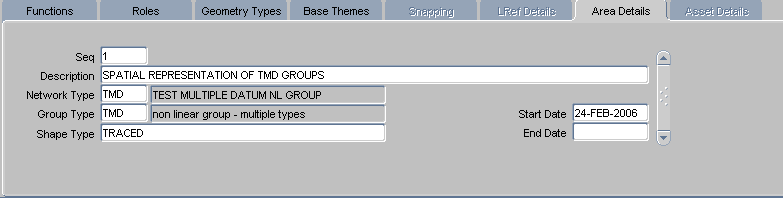 Functions Roles Geometry Types Base Themes Snapping LRef Details Area Details Asset Details
Seq 1
Description SPATIAL REPRESENTATION OF TMD GROUPS
Network Type TMD TEST MULTIPLE DATUM NL GROUP
Group Type TMD non linear group - multiple types Start Date 24-FEB-2006
Shape Type TRACED End Date